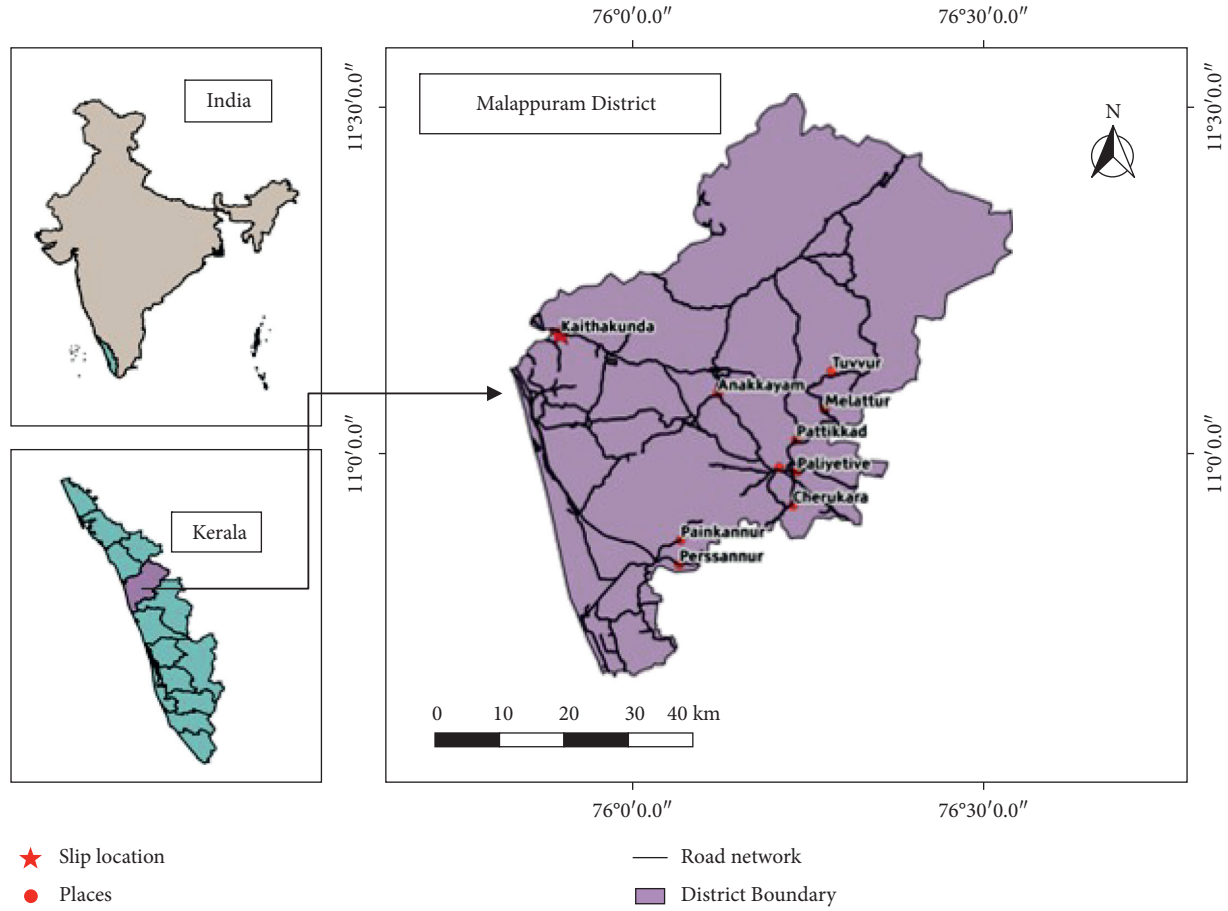 India
Kerala
76°0′0.0″
76°30′0.0″
Malappuram District
N
11°30′0.0″
11°30′0.0″
Kaithakunda
Tuvvur
Anakkayam
Melattur
Pattikkad
11°0′0.0″
11°0′0.0″
Paliyetive
Cherukara
Painkannur
Perssannur
0 10 20 30 40 km
76°0′0.0″
76°30′0.0″
Slip location
Places
Road network
District Boundary